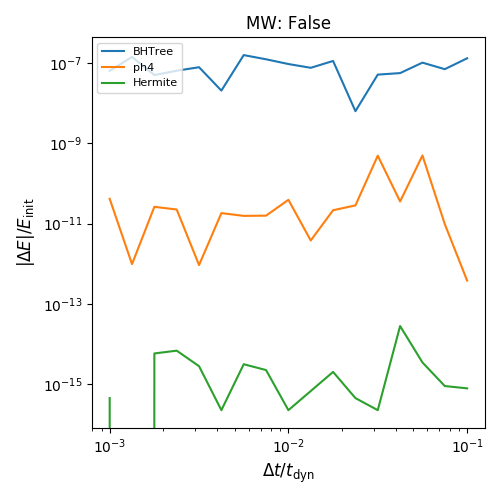 MW: False
BHTree
ph4
Hermite
10⁻⁷
10⁻⁹
10⁻¹¹
10⁻¹³
10⁻¹⁵
|ΔE|/E_init
10⁻³
10⁻²
10⁻¹
Δt/t_dyn